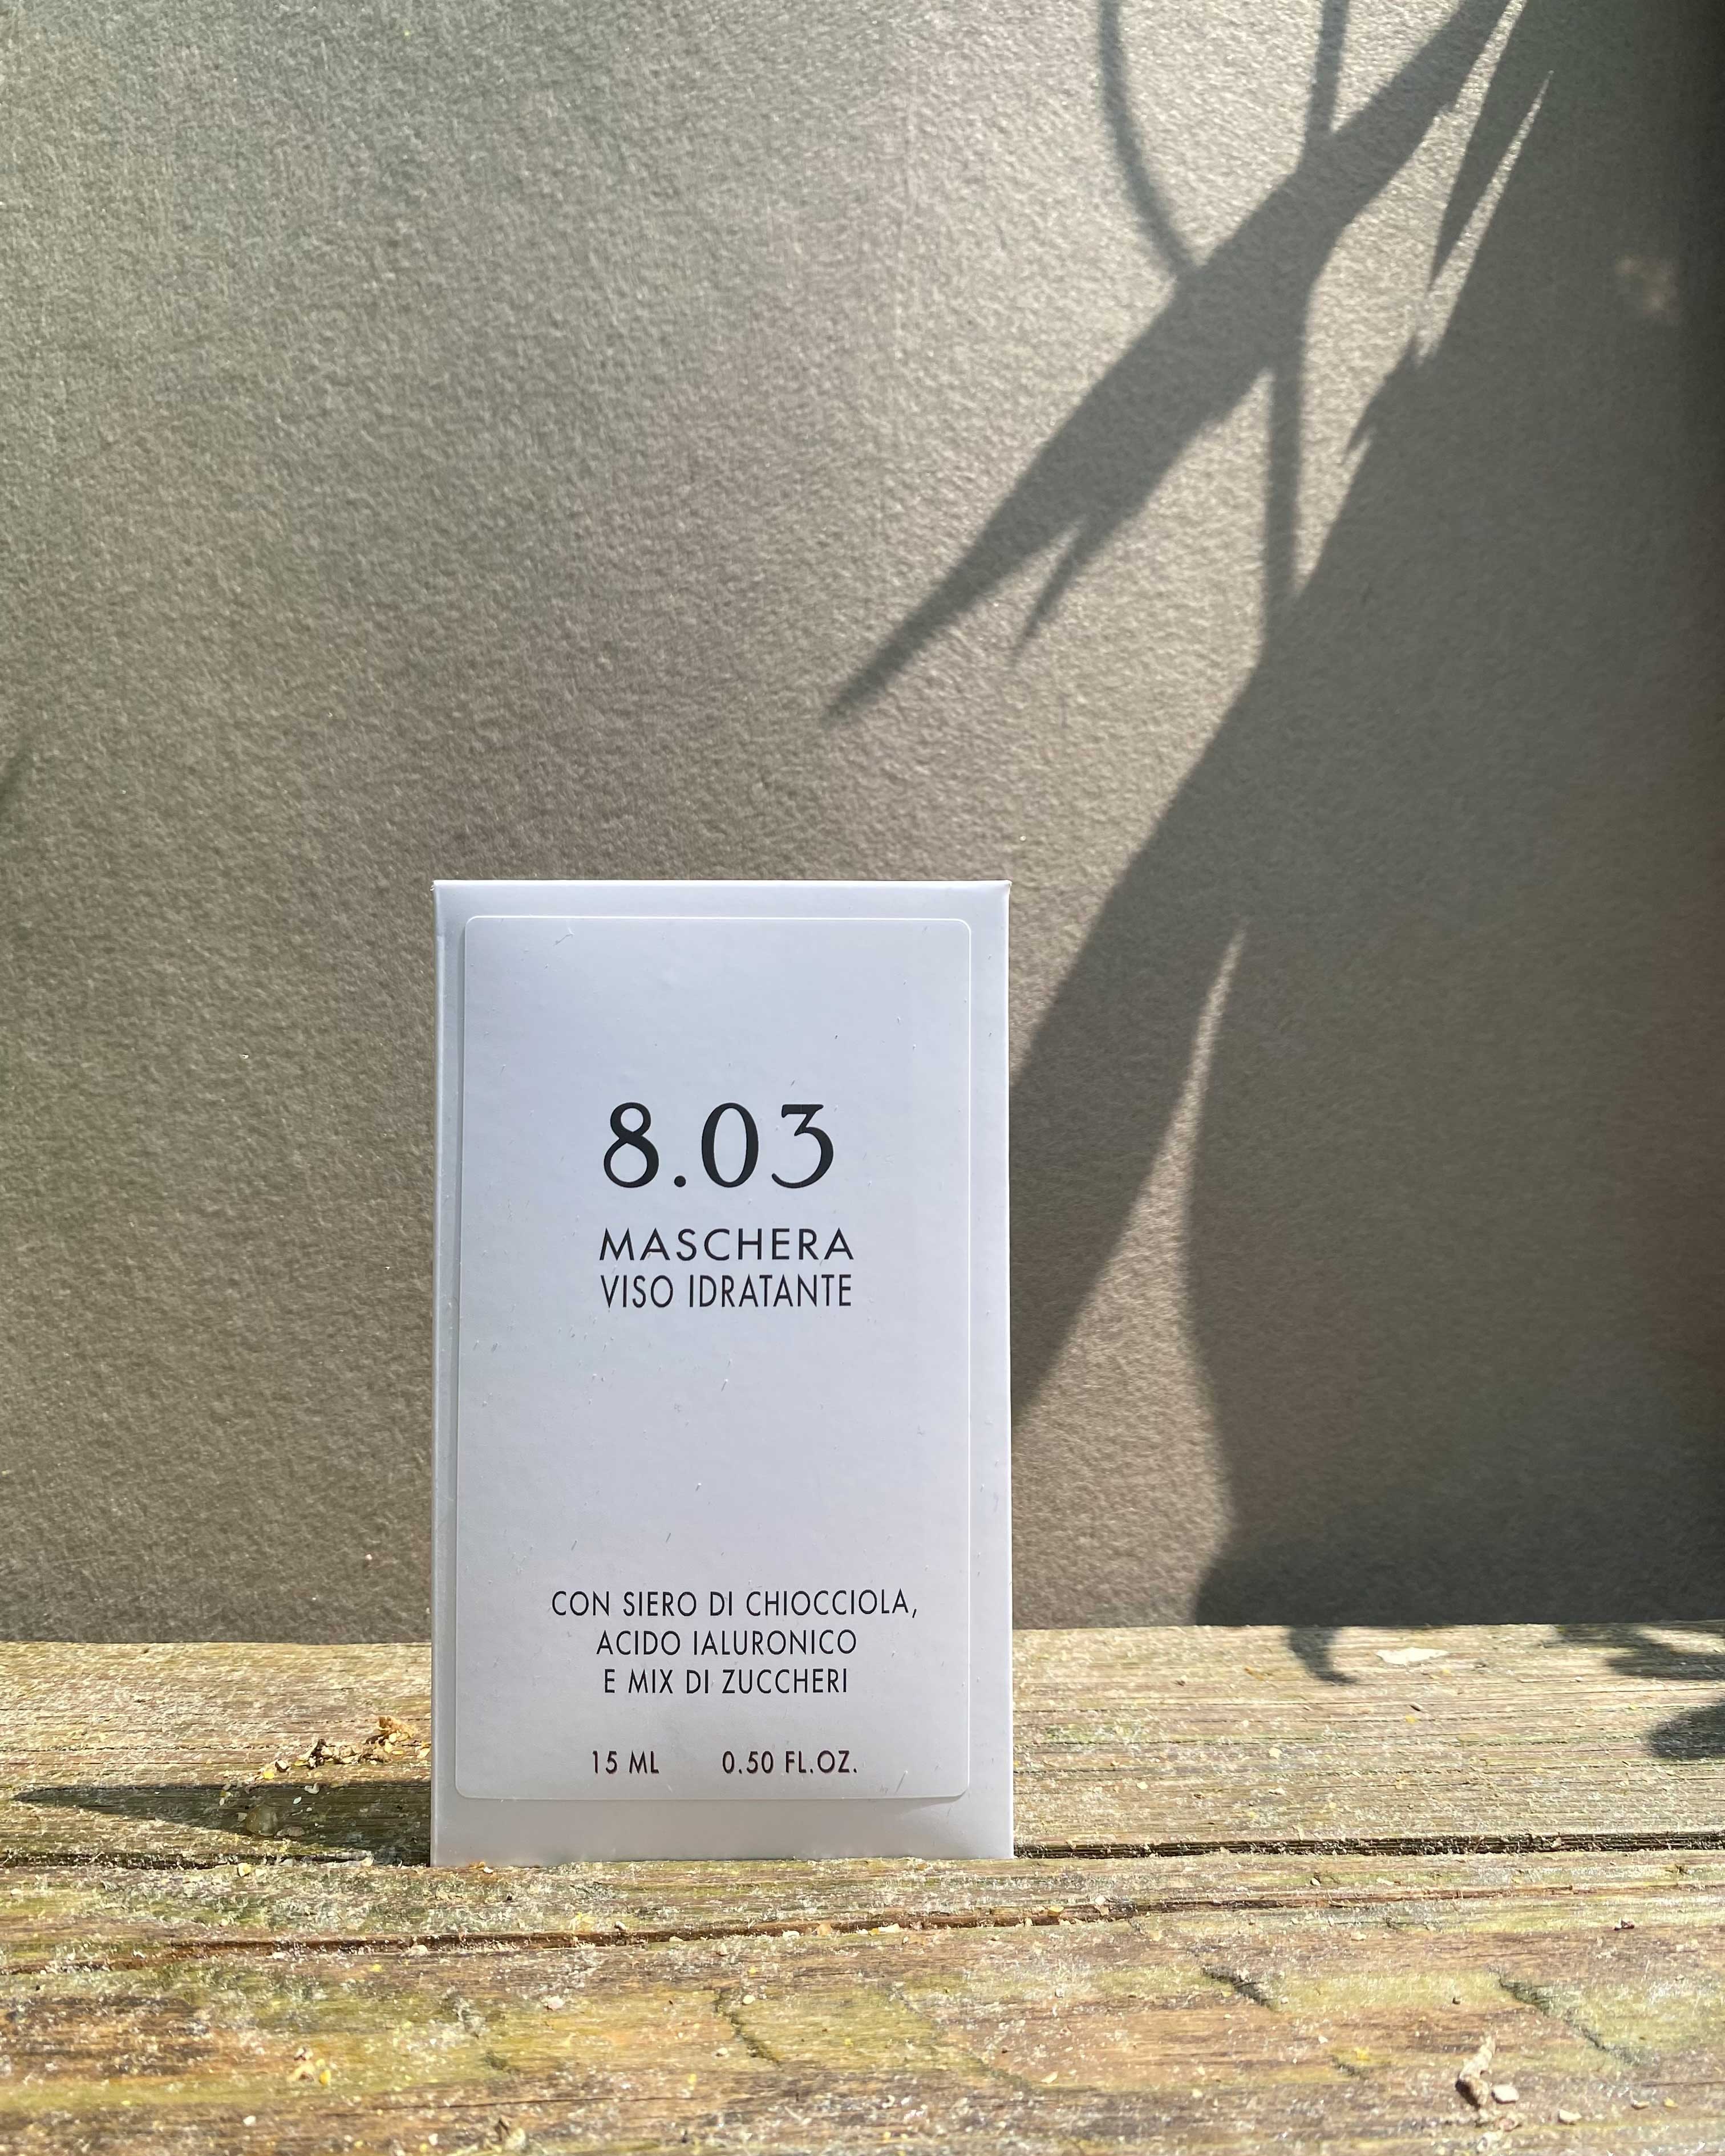 8.03
MASCHERA
VISO IDRATANTE
CON SIERO DI CHIOCCIOLA,
ACIDO IALURONICO
E MIX DI ZUCCHERI
15 ML 0.50 FL.OZ.